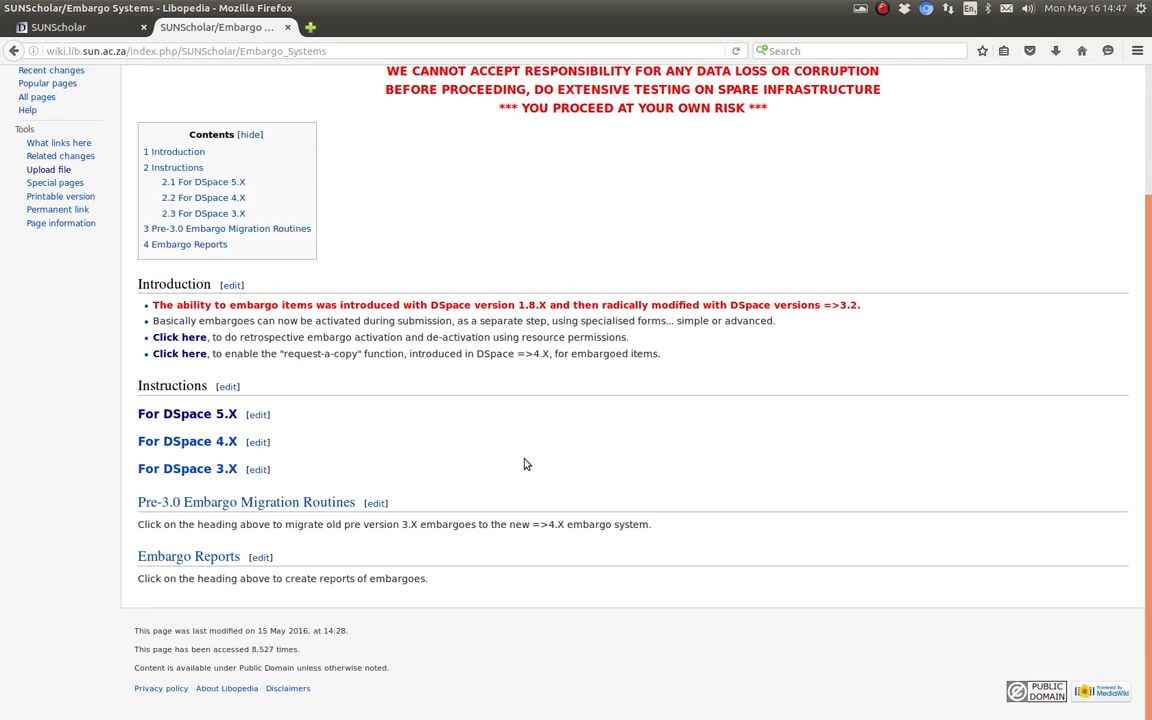 SUNScholar/Embargo Systems - Libopedia - Mozilla Firefox
En
Mon May 16 14:47
SUNScholar
SUNScholar/Embargo ...
wiki.lib.sun.ac.za/index.php/SUNScholar/Embargo_Systems
Search
Recent changes
Popular pages
All pages
Help
Tools
What links here
Related changes
Upload file
Special pages
Printable version
Permanent link
Page information
WE CANNOT ACCEPT RESPONSIBILITY FOR ANY DATA LOSS OR CORRUPTION
BEFORE PROCEEDING, DO EXTENSIVE TESTING ON SPARE INFRASTRUCTURE
*** YOU PROCEED AT YOUR OWN RISK ***
Contents [hide]
1 Introduction
2 Instructions
2.1 For DSpace 5.X
2.2 For DSpace 4.X
2.3 For DSpace 3.X
3 Pre-3.0 Embargo Migration Routines
4 Embargo Reports
Introduction [edit]
• The ability to embargo items was introduced with DSpace version 1.8.X and then radically modified with DSpace versions =>3.2.
• Basically embargoes can now be activated during submission, as a separate step, using specialised forms... simple or advanced.
• Click here, to do retrospective embargo activation and de-activation using resource permissions.
• Click here, to enable the "request-a-copy" function, introduced in DSpace =>4.X, for embargoed items.
Instructions [edit]
For DSpace 5.X [edit]
For DSpace 4.X [edit]
For DSpace 3.X [edit]
Pre-3.0 Embargo Migration Routines [edit]
Click on the heading above to migrate old pre version 3.X embargoes to the new =>4.X embargo system.
Embargo Reports [edit]
Click on the heading above to create reports of embargoes.
This page was last modified on 15 May 2016, at 14:28.
This page has been accessed 8,527 times.
Content is available under Public Domain unless otherwise noted.
Privacy policy About Libopedia Disclaimers
PUBLIC DOMAIN
Powered By MediaWiki